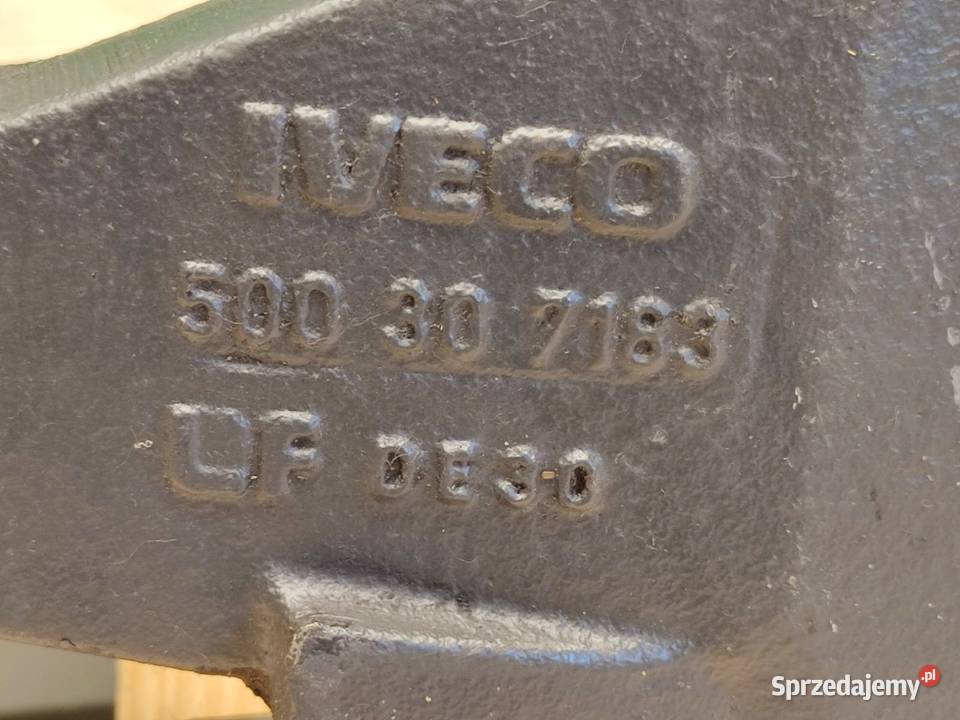 IVECO
500 30 7183
LF DE30
Sprzedajemy.pl